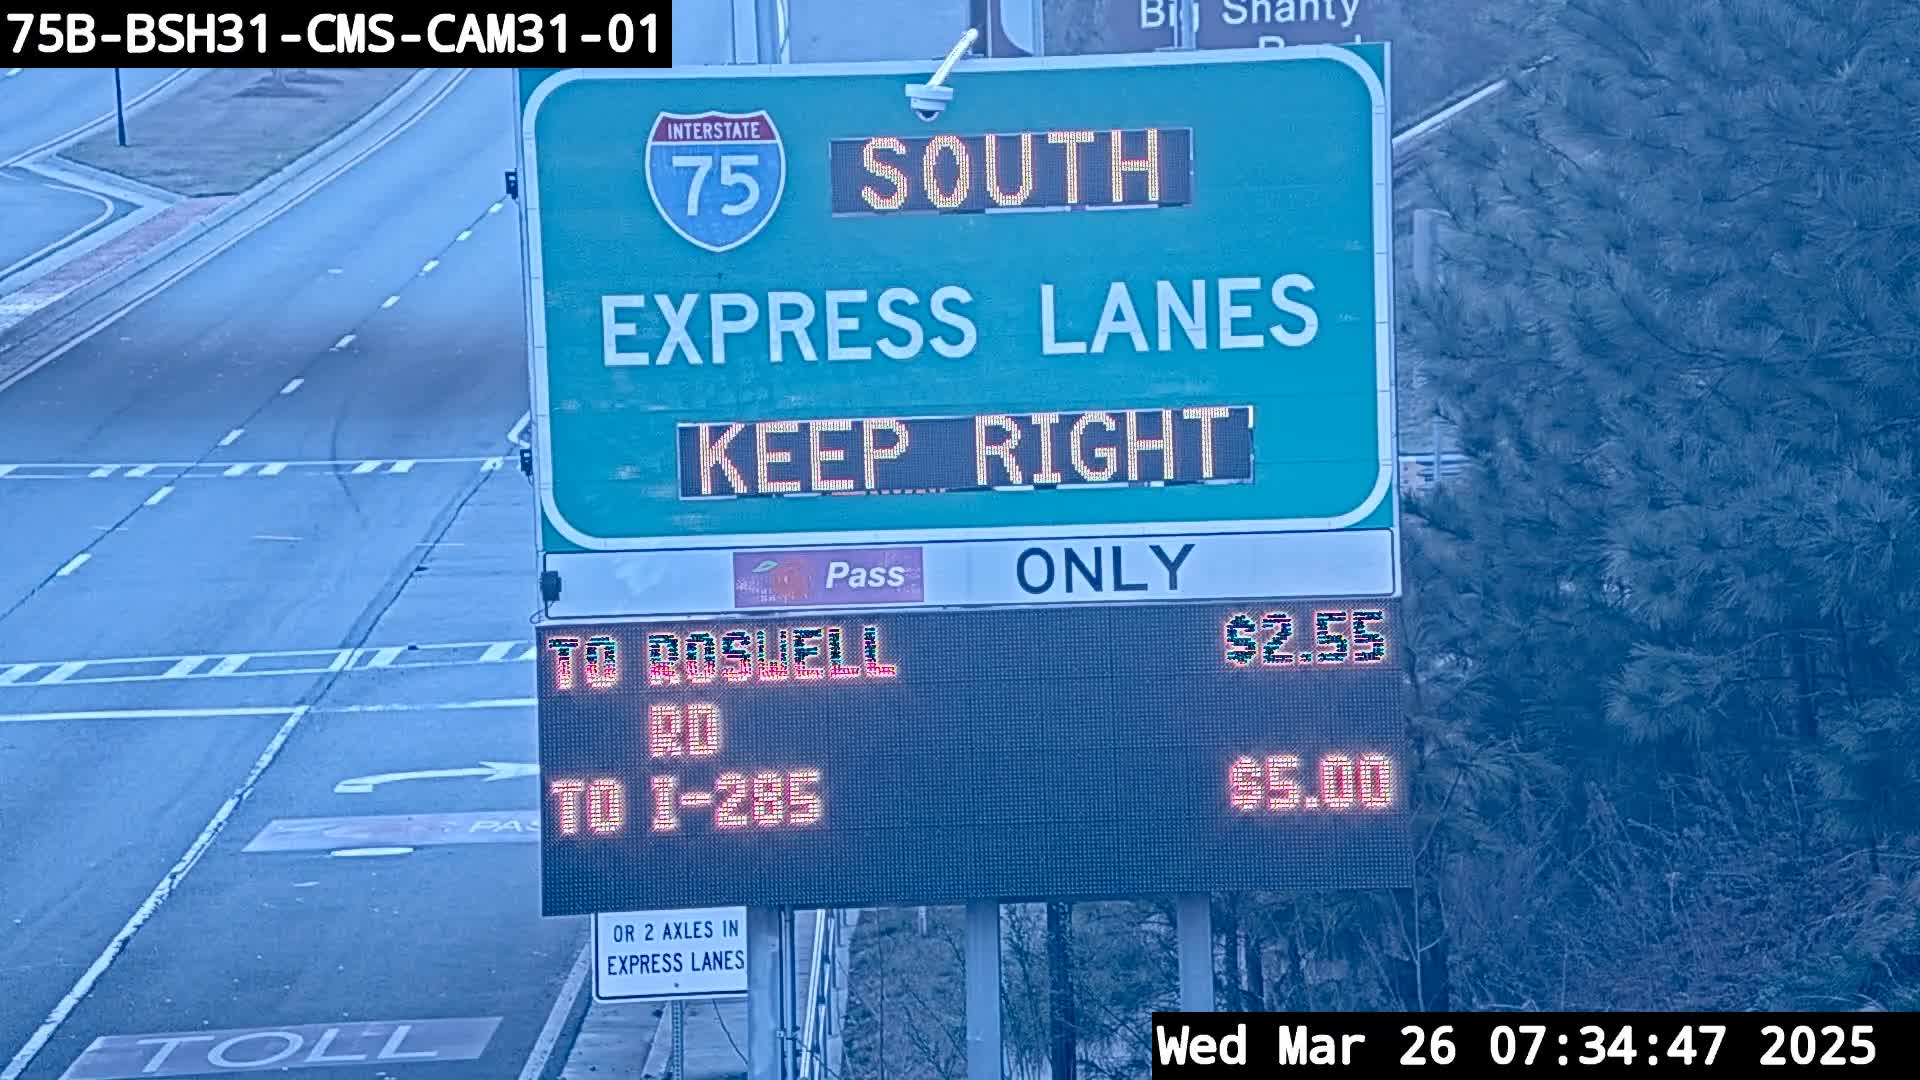 75B-BSH31-CMS-CAM31-01
Big Shanty
INTERSTATE
75
SOUTH
EXPRESS LANES
KEEP RIGHT
Pass
ONLY
TO ROSWELL $2.55
RD
TO I-285 $5.00
OR 2 AXLES IN
EXPRESS LANES
TOLL
Wed Mar 26 07:34:47 2025